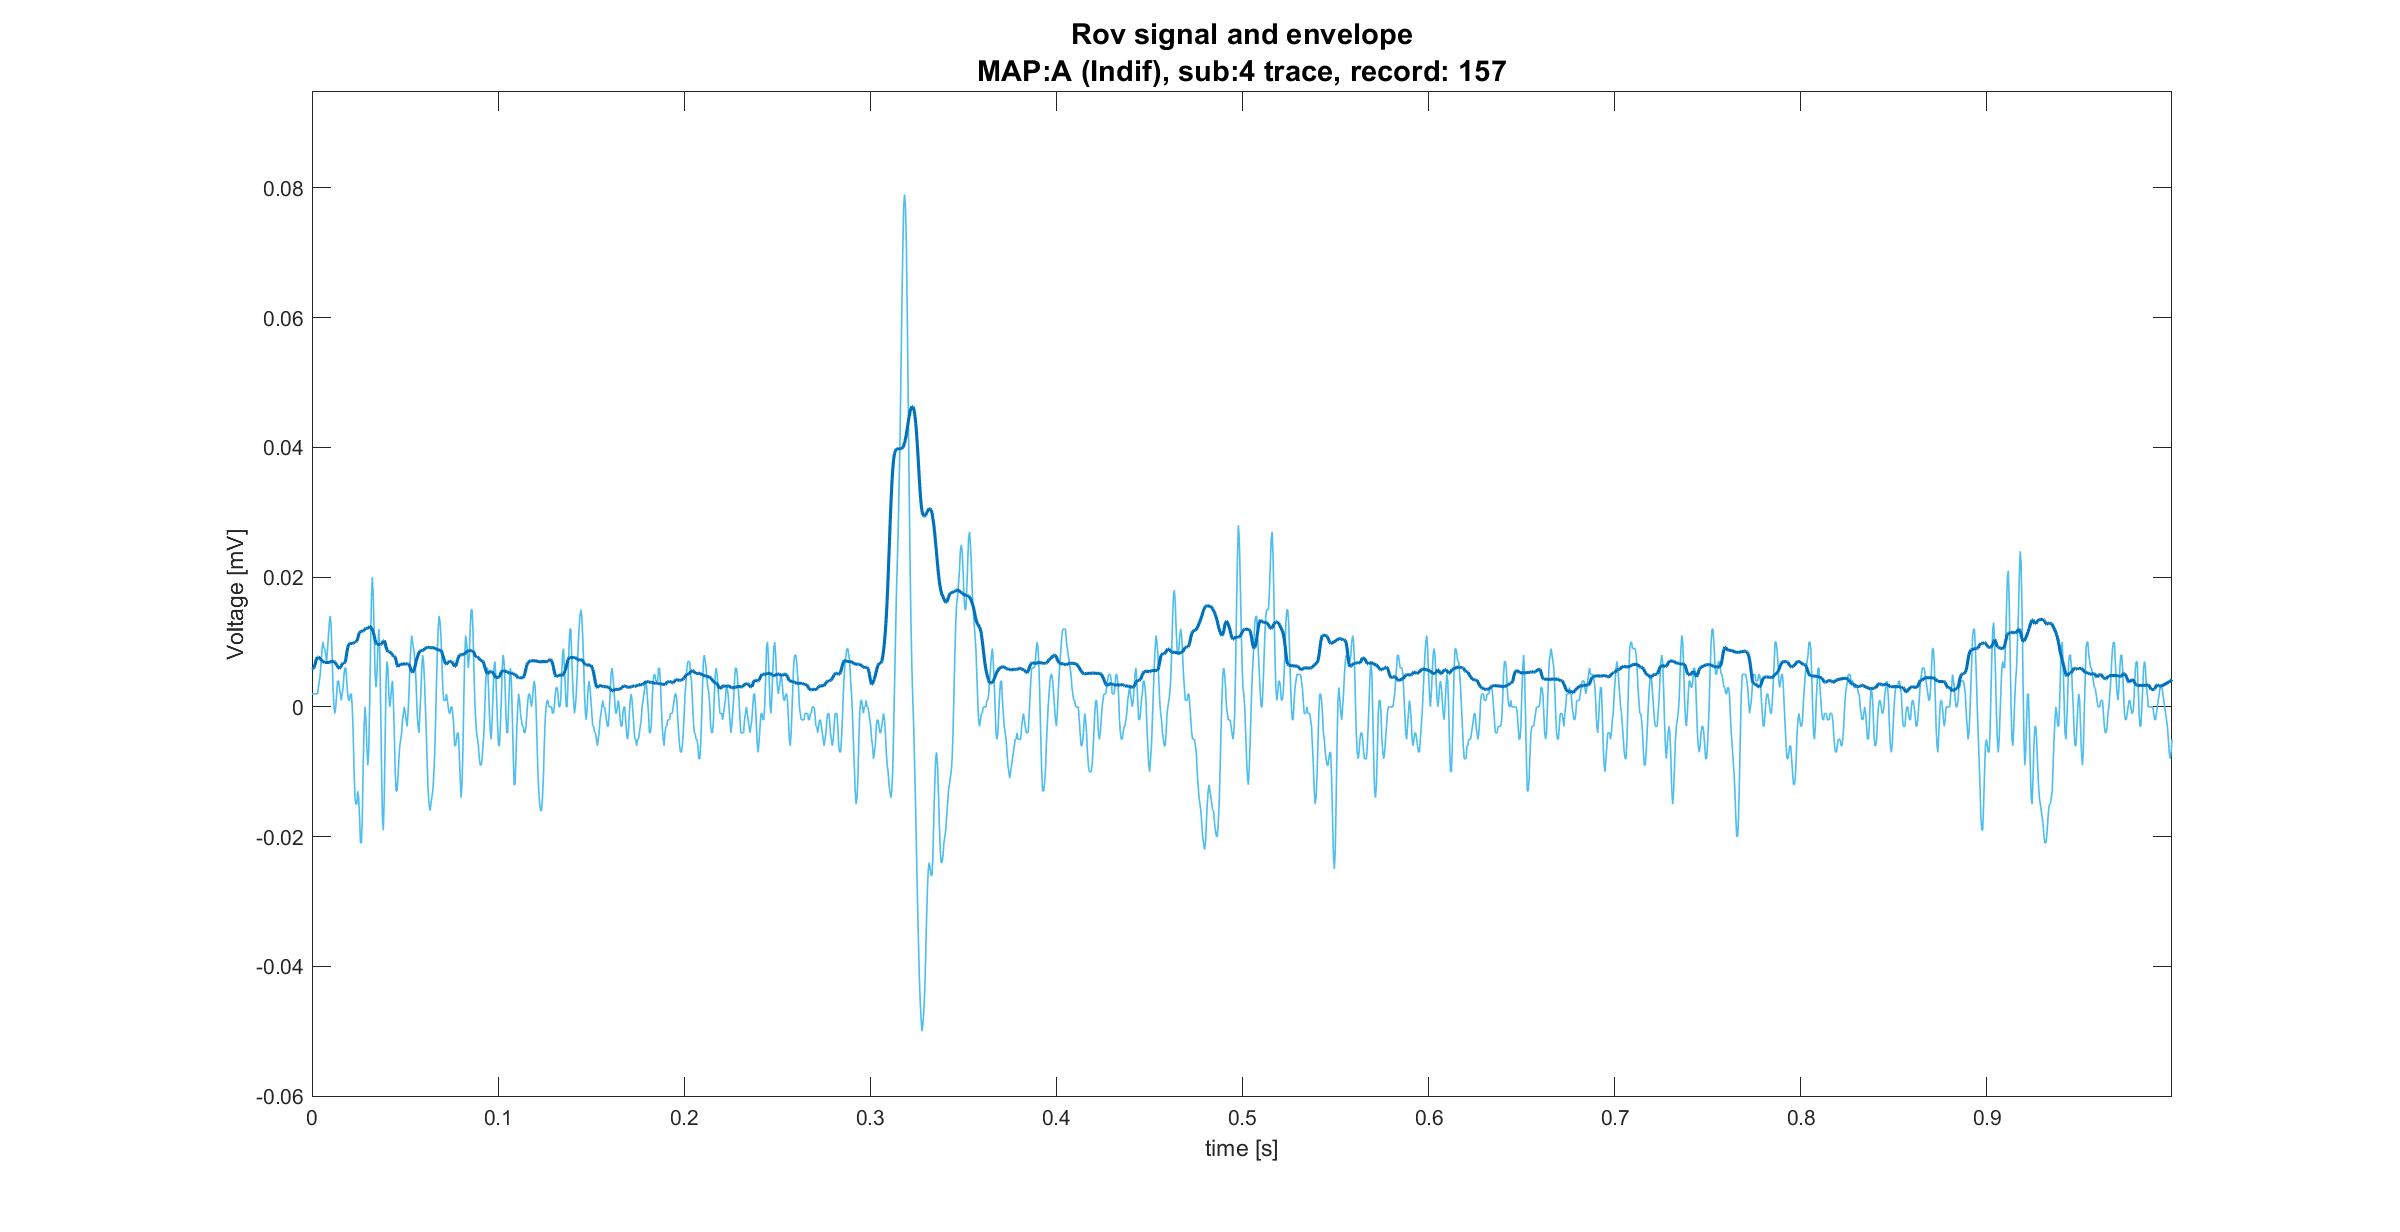 Rov signal and envelope
MAP:A (Indif), sub:4 trace, record: 157
Voltage [mV]
0.08
0.06
0.04
0.02
0
-0.02
-0.04
-0.06
0 0.1 0.2 0.3 0.4 0.5 0.6 0.7 0.8 0.9
time [s]